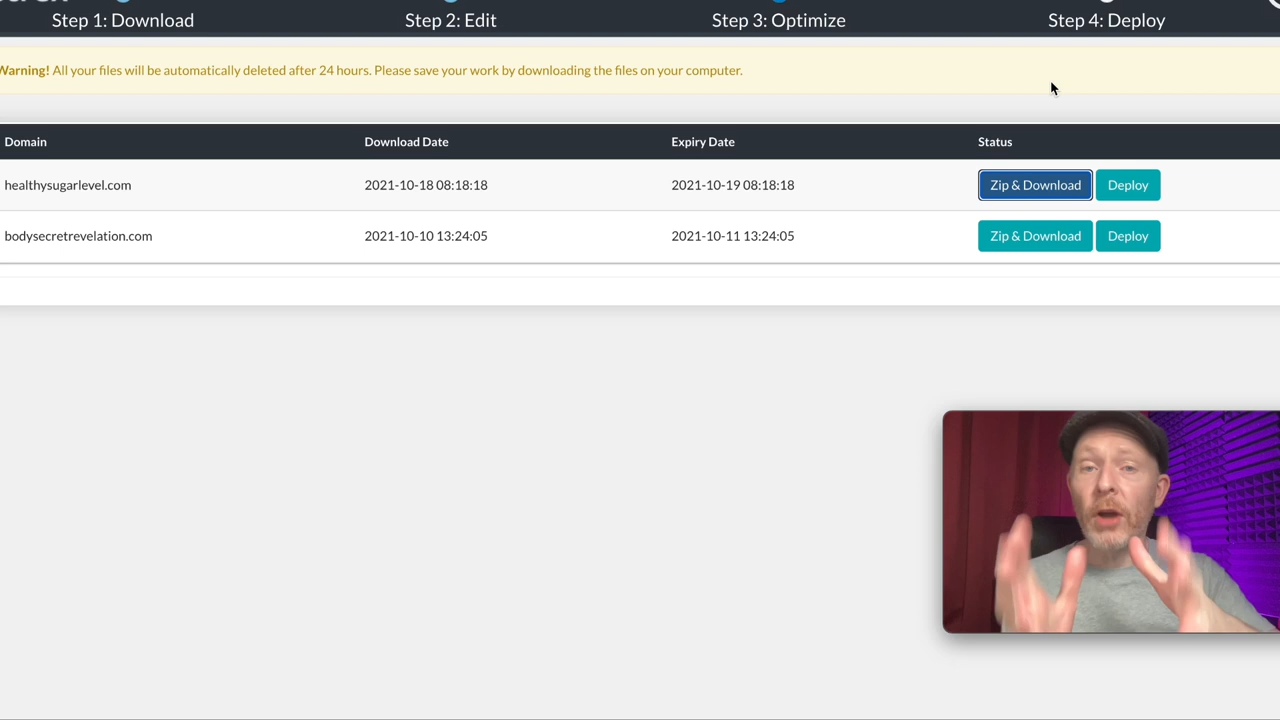 Step 1: Download Step 2: Edit Step 3: Optimize Step 4: Deploy
Warning! All your files will be automatically deleted after 24 hours. Please save your work by downloading the files on your computer.
Domain Download Date Expiry Date Status
healthysugarlevel.com 2021-10-18 08:18:18 2021-10-19 08:18:18 Zip & Download Deploy
bodysecretrevelation.com 2021-10-10 13:24:05 2021-10-11 13:24:05 Zip & Download Deploy